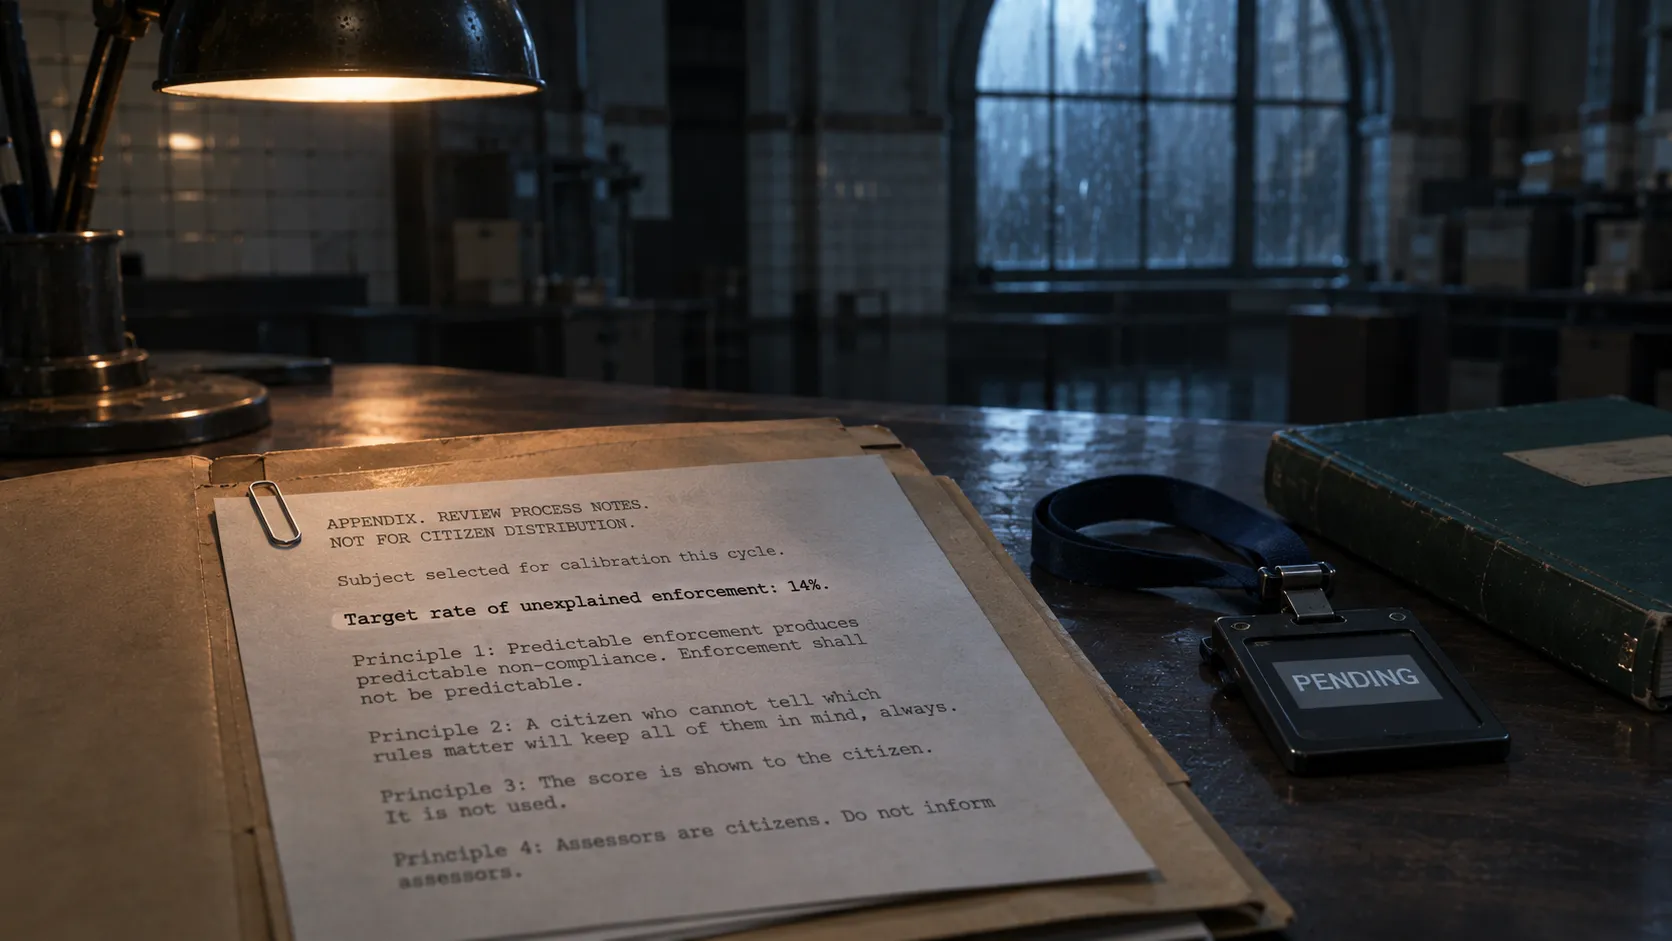 APPENDIX. REVIEW PROCESS NOTES.
NOT FOR CITIZEN DISTRIBUTION.
Subject selected for calibration this cycle.
Target rate of unexplained enforcement: 14%.
Principle 1: Predictable enforcement produces
predictable non-compliance. Enforcement shall
not be predictable.
Principle 2: A citizen who cannot tell which
rules matter will keep all of them in mind, always.
Principle 3: The score is shown to the citizen.
It is not used.
Principle 4: Assessors are citizens. Do not inform
assessors.
PENDING